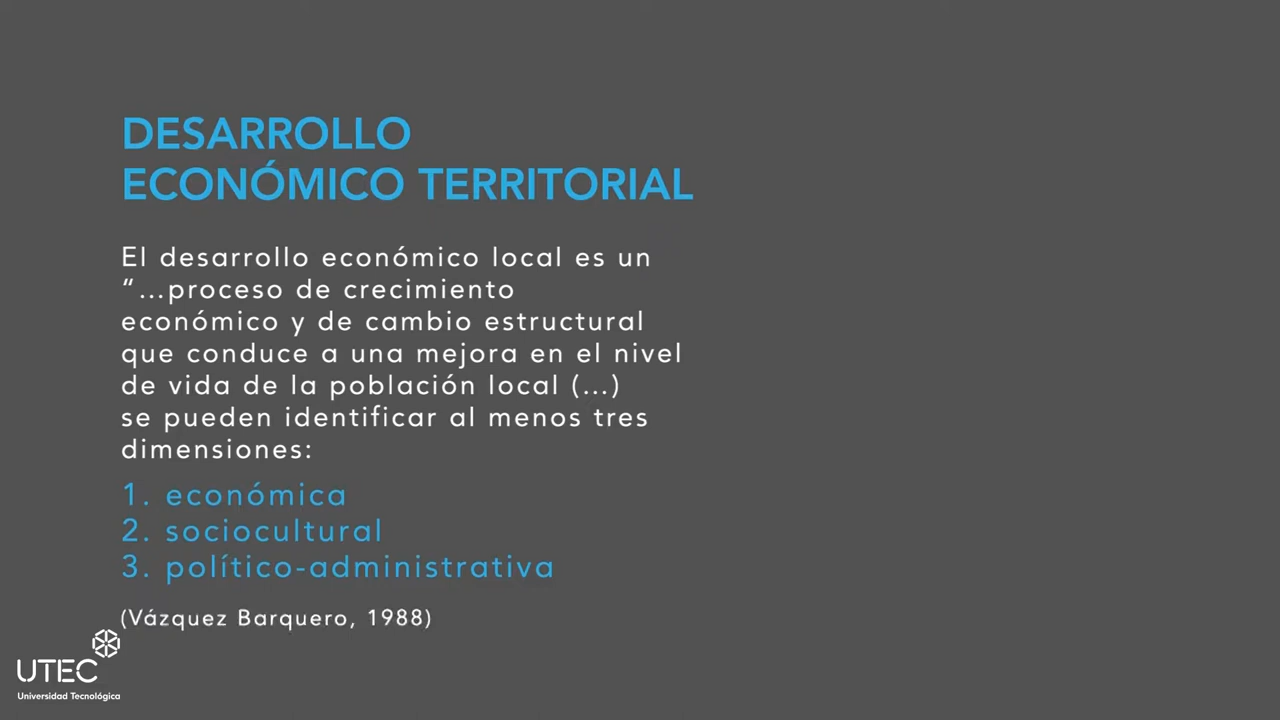 DESARROLLO
ECONÓMICO TERRITORIAL
El desarrollo económico local es un
“...proceso de crecimiento
económico y de cambio estructural
que conduce a una mejora en el nivel
de vida de la población local (...)
se pueden identificar al menos tres
dimensiones:
1. económica
2. sociocultural
3. político-administrativa
(Vázquez Barquero, 1988)
UTEC
Universidad Tecnológica